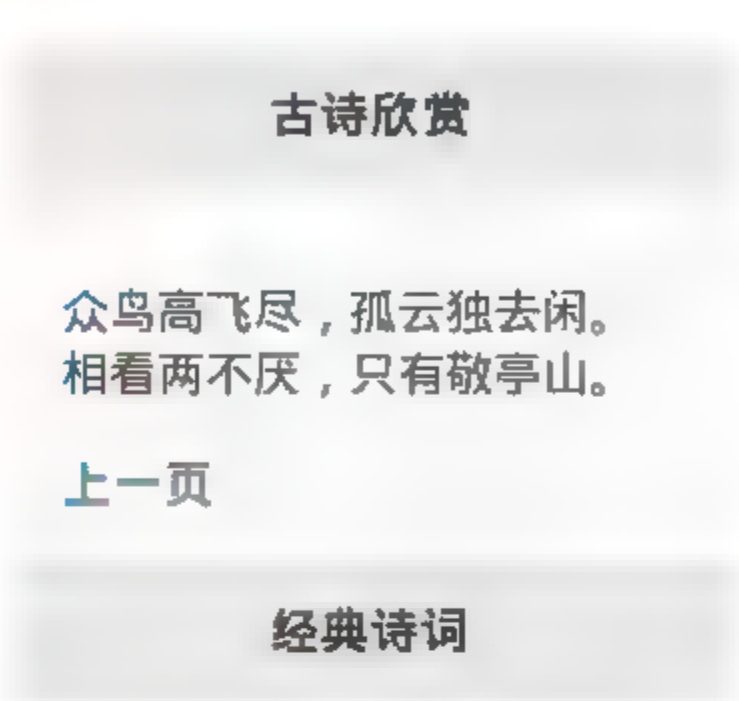 古诗欣赏
众鸟高飞尽，孤云独去闲。
相看两不厌，只有敬亭山。
上一页
经典诗词